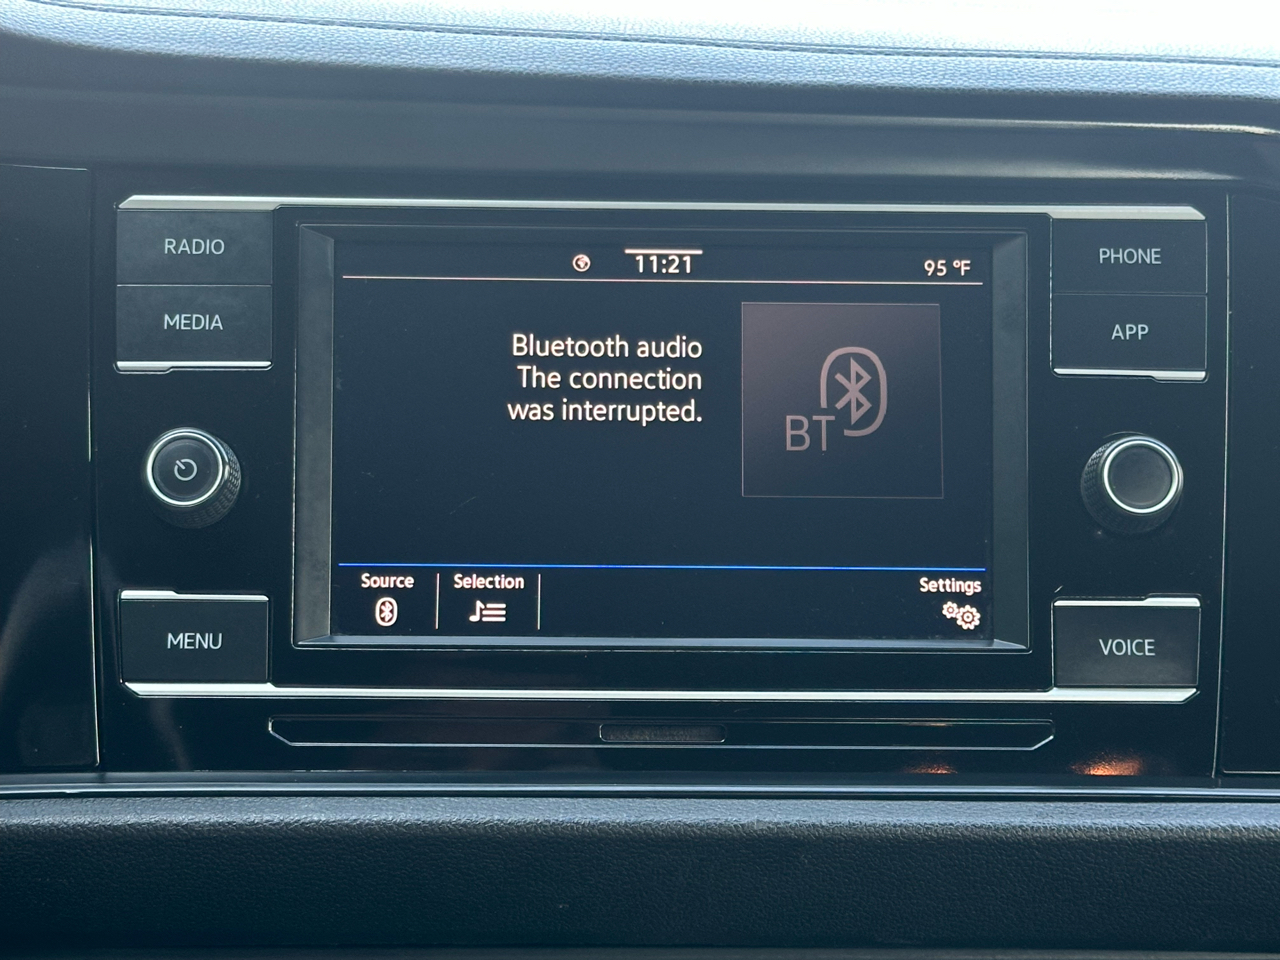 RADIO
MEDIA
MENU
11:21
95 °F
Bluetooth audio
The connection
was interrupted.
BT
Source
Selection
Settings
PHONE
APP
VOICE